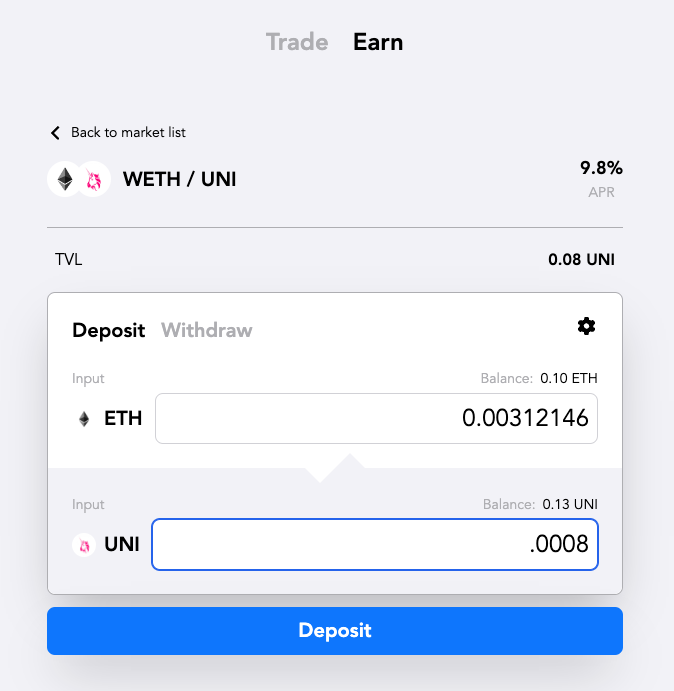 Trade Earn
Back to market list
WETH / UNI 9.8%
APR
TVL 0.08 UNI
Deposit Withdraw
Input Balance: 0.10 ETH
ETH 0.00312146
Input Balance: 0.13 UNI
UNI .0008
Deposit